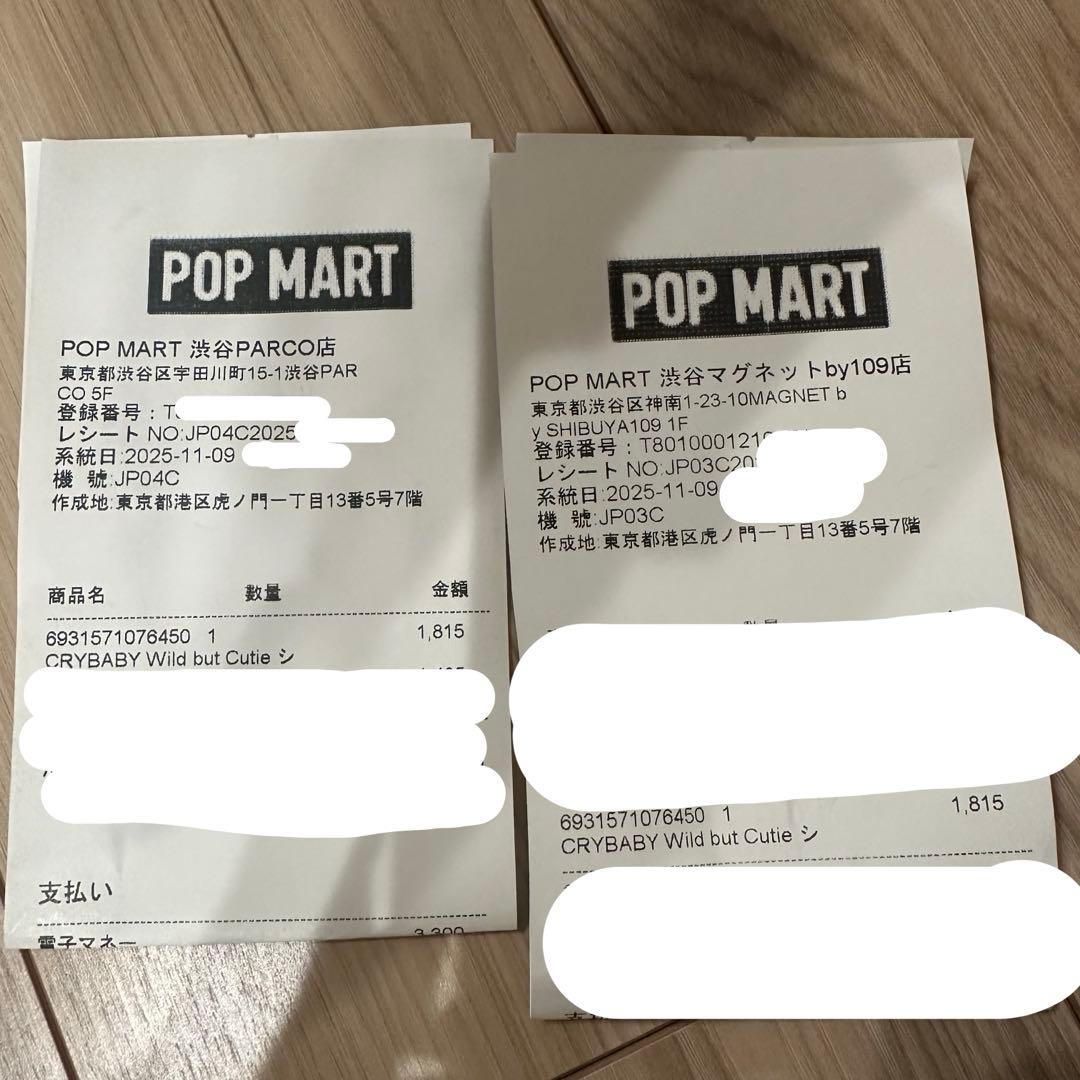 POP MART
POP MART 渋谷PARCO店
東京都渋谷区宇田川町15-1渋谷PAR
CO 5F
登録番号:T
レシート NO:JP04C2025
系統日:2025-11-09
機 號:JP04C
作成地:東京都港区虎ノ門一丁目13番5号7階
商品名 數量 金額
6931571076450 1 1,815
CRYBABY Wild but Cutie シ
支払い
電子マネー 3,300
POP MART
POP MART 渋谷マグネットby109店
東京都渋谷区神南1-23-10MAGNET b
y SHIBUYA109 1F
登録番号:T801000121
レシート NO:JP03C20
系統日:2025-11-09
機 號:JP03C
作成地:東京都港区虎ノ門一丁目13番5号7階
6931571076450 1 1,815
CRYBABY Wild but Cutie シ